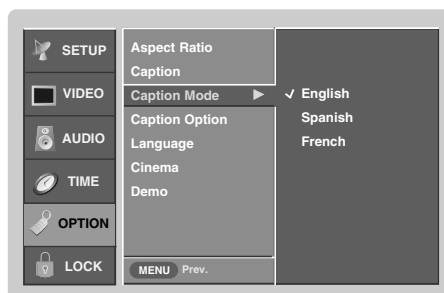 SETUP
VIDEO
AUDIO
TIME
OPTION
LOCK
Aspect Ratio
Caption
Caption Mode
Caption Option
Language
Cinema
Demo
MENU Prev.
English
Spanish
French